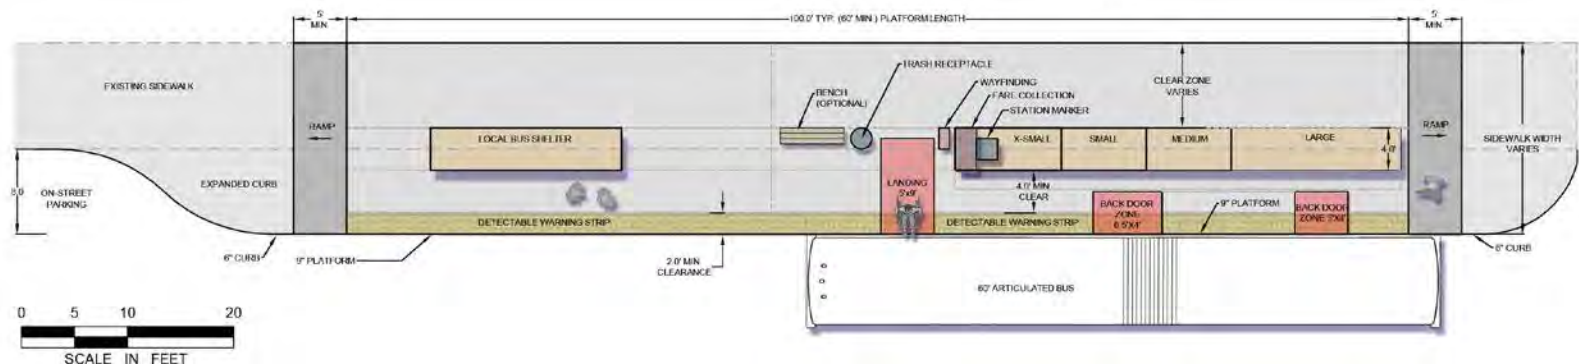 5'
MIN
100.0' TYP. (60' MIN.) PLATFORM LENGTH
5'
MIN
EXISTING SIDEWALK
RAMP
LOCAL BUS SHELTER
BENCH
(OPTIONAL)
TRASH RECEPTACLE
WAYFINDING
FARE COLLECTION
STATION MARKER
CLEAR ZONE
VARIES
X-SMALL
SMALL
MEDIUM
LARGE
4.0'
RAMP
SIDEWALK WIDTH
VARIES
8.0'
ON-STREET
PARKING
EXPANDED CURB
LANDING
5'x9'
4.0' MIN
CLEAR
DETECTABLE WARNING STRIP
DETECTABLE WARNING STRIP
BACK DOOR
ZONE
6.5'X4'
9" PLATFORM
BACK DOOR
ZONE 5'X4'
6" CURB
9" PLATFORM
2.0' MIN
CLEARANCE
6" CURB
60' ARTICULATED BUS
0 5 10 20
SCALE IN FEET